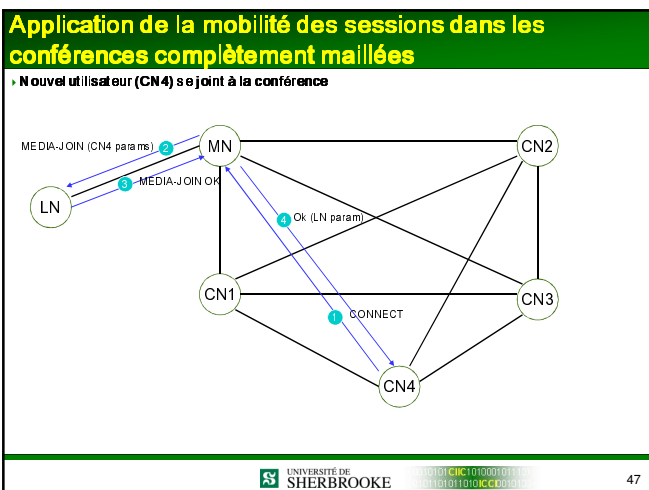 Application de la mobilité des sessions dans les
conférences complètement maillées
Nouvel utilisateur (CN4) se joint à la conférence
MEDIA-JOIN (CN4 params) 2
MN
CN2
3 MEDIA-JOIN OK
LN
4 Ok (LN param)
CN1
CN3
1 CONNECT
CN4
UNIVERSITÉ DE
SHERBROOKE
CIIC
ICC
47